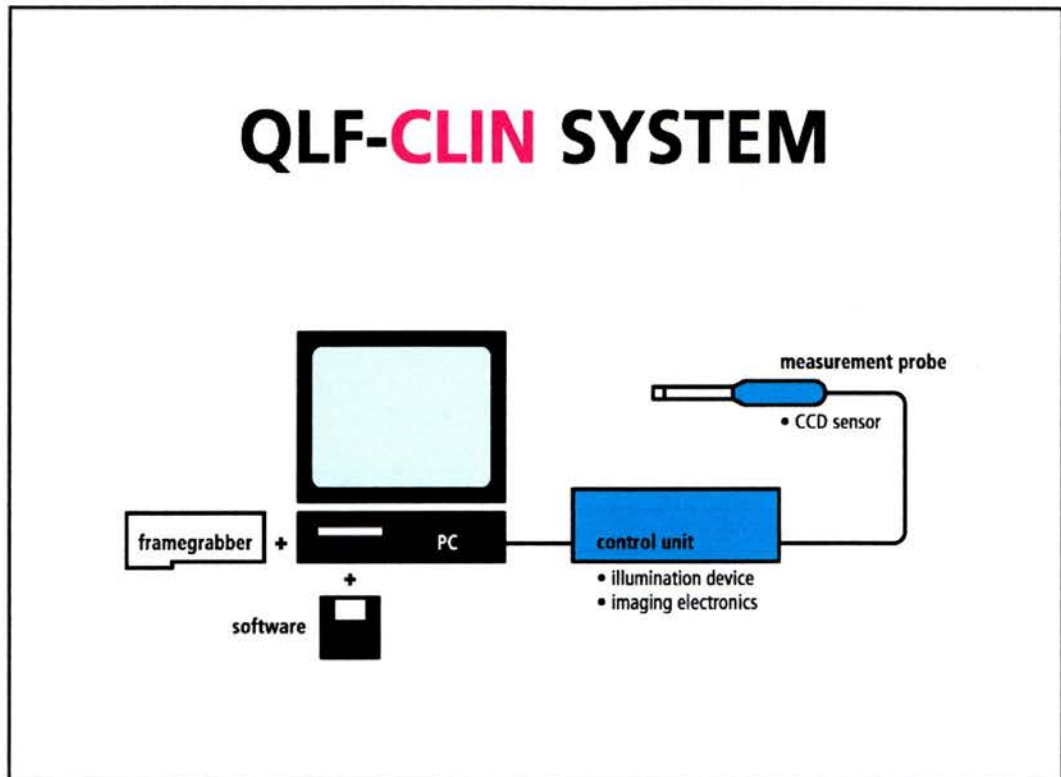 QLF-CLIN SYSTEM
measurement probe
• CCD sensor
framegrabber
+
PC
control unit
+
• illumination device
• imaging electronics
software